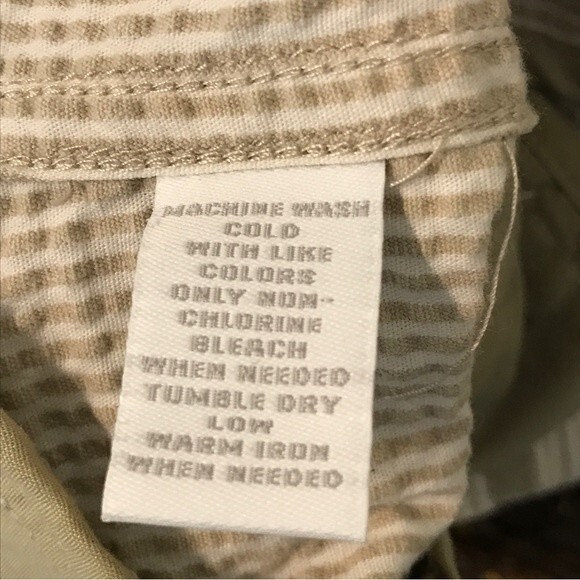 MACHINE WASH
COLD
WITH LIKE
COLORS
ONLY NON-
CHLORINE
BLEACH
WHEN NEEDED
TUMBLE DRY
LOW
WARM IRON
WHEN NEEDED